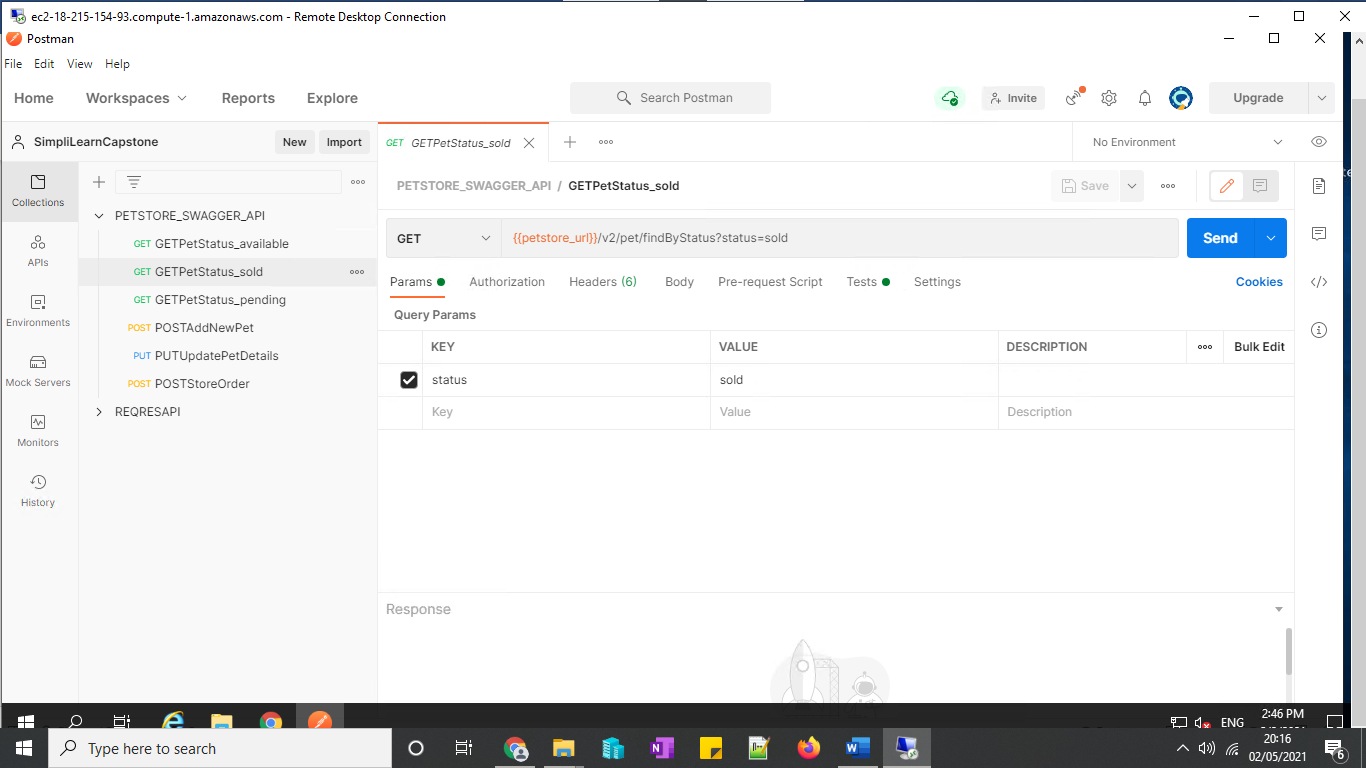 ec2-18-215-154-93.compute-1.amazonaws.com - Remote Desktop Connection
Postman
File Edit View Help
Home Workspaces Reports Explore Search Postman Invite Upgrade
SimpliLearnCapstone New Import GET GETPetStatus_sold No Environment
Collections
APIs
Environments
Mock Servers
Monitors
History
PETSTORE_SWAGGER_API
GET GETPetStatus_available
GET GETPetStatus_sold
GET GETPetStatus_pending
POST POSTAddNewPet
PUT PUTUpdatePetDetails
POST POSTStoreOrder
REQRESAPI
PETSTORE_SWAGGER_API / GETPetStatus_sold Save
GET {{petstore_url}}/v2/pet/findByStatus?status=sold Send
Params Authorization Headers (6) Body Pre-request Script Tests Settings Cookies
Query Params
KEY VALUE DESCRIPTION Bulk Edit
status sold
Key Value Description
Response
ENG 2:46 PM
Type here to search 20:16
02/05/2021
6